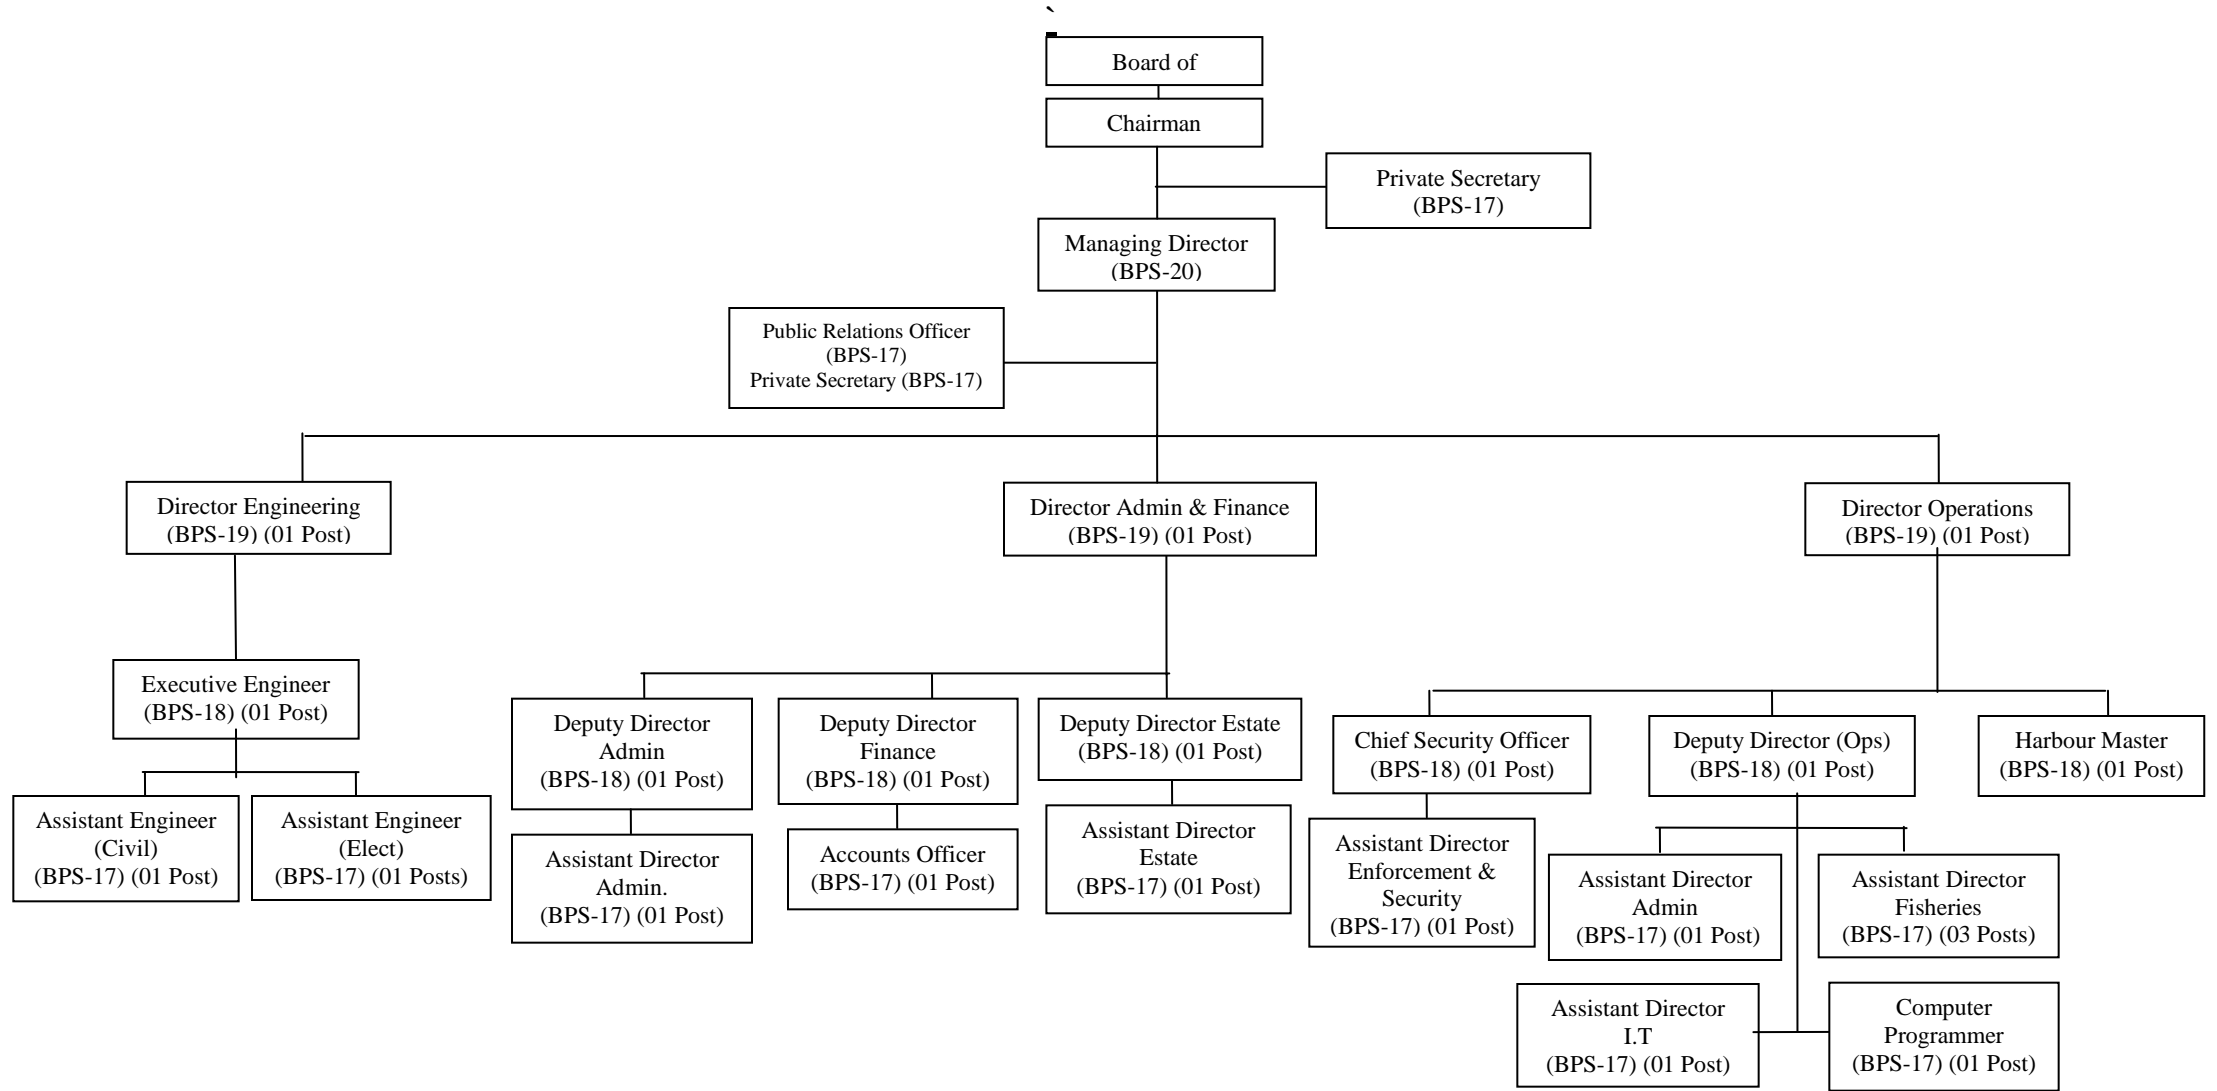 `
Board of
Chairman
Private Secretary
(BPS-17)
Managing Director
(BPS-20)
Public Relations Officer
(BPS-17)
Private Secretary (BPS-17)
Director Engineering
(BPS-19) (01 Post)
Director Admin & Finance
(BPS-19) (01 Post)
Director Operations
(BPS-19) (01 Post)
Executive Engineer
(BPS-18) (01 Post)
Deputy Director
Admin
(BPS-18) (01 Post)
Deputy Director
Finance
(BPS-18) (01 Post)
Deputy Director Estate
(BPS-18) (01 Post)
Chief Security Officer
(BPS-18) (01 Post)
Deputy Director (Ops)
(BPS-18) (01 Post)
Harbour Master
(BPS-18) (01 Post)
Assistant Engineer
(Civil)
(BPS-17) (01 Post)
Assistant Engineer
(Elect)
(BPS-17) (01 Posts)
Assistant Director
Admin.
(BPS-17) (01 Post)
Accounts Officer
(BPS-17) (01 Post)
Assistant Director
Estate
(BPS-17) (01 Post)
Assistant Director
Enforcement &
Security
(BPS-17) (01 Post)
Assistant Director
Admin
(BPS-17) (01 Post)
Assistant Director
Fisheries
(BPS-17) (03 Posts)
Assistant Director
I.T
(BPS-17) (01 Post)
Computer
Programmer
(BPS-17) (01 Post)